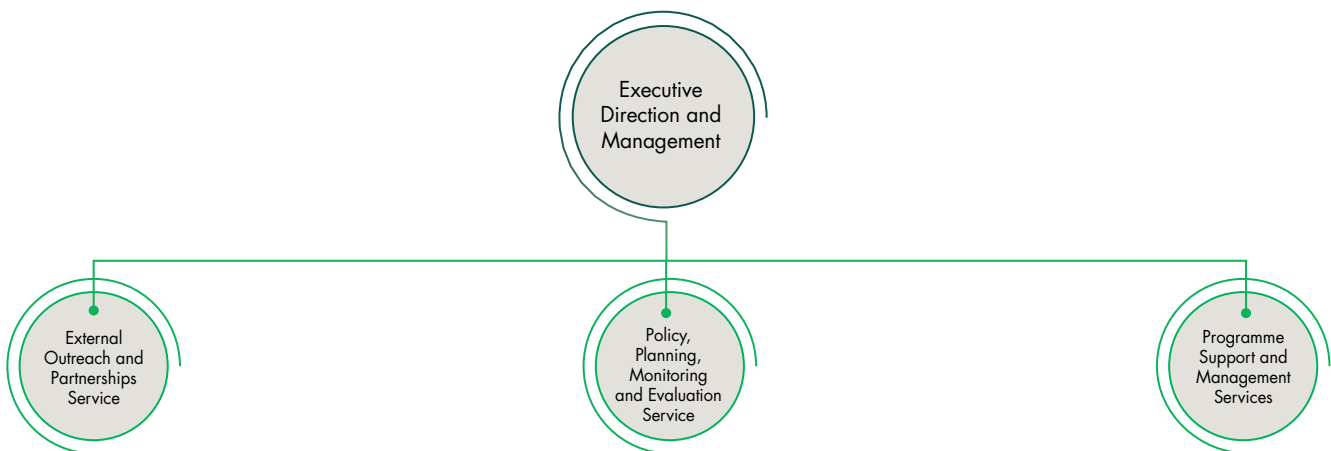 Executive
Direction and
Management
External
Outreach and
Partnerships
Service
Policy,
Planning,
Monitoring
and Evaluation
Service
Programme
Support and
Management
Services